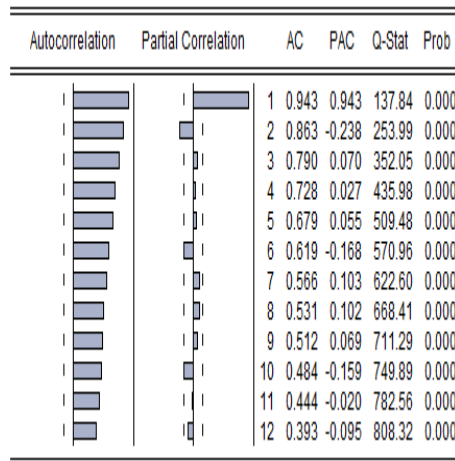 Autocorrelation Partial Correlation AC PAC Q-Stat Prob
1 0.943 0.943 137.84 0.000
2 0.863 -0.238 253.99 0.000
3 0.790 0.070 352.05 0.000
4 0.728 0.027 435.98 0.000
5 0.679 0.055 509.48 0.000
6 0.619 -0.168 570.96 0.000
7 0.566 0.103 622.60 0.000
8 0.531 0.102 668.41 0.000
9 0.512 0.069 711.29 0.000
10 0.484 -0.159 749.89 0.000
11 0.444 -0.020 782.56 0.000
12 0.393 -0.095 808.32 0.000